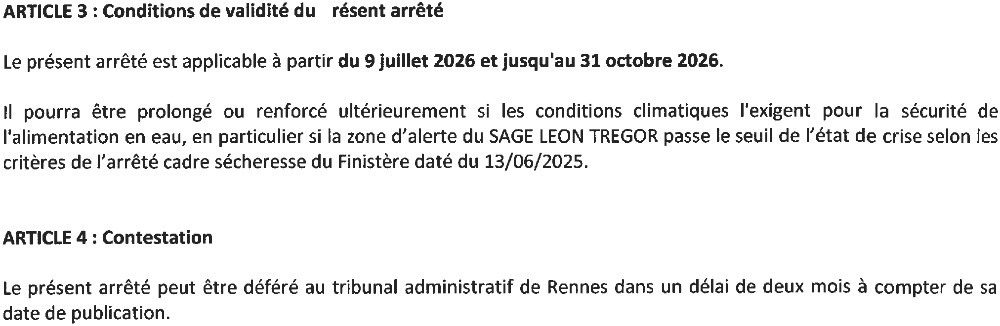 ARTICLE 3 : Conditions de validité du résent arrêté
Le présent arrêté est applicable à partir du 9 juillet 2026 et jusqu'au 31 octobre 2026.
Il pourra être prolongé ou renforcé ultérieurement si les conditions climatiques l'exigent pour la sécurité de
l'alimentation en eau, en particulier si la zone d’alerte du SAGE LEON TREGOR passe le seuil de l’état de crise selon les
critères de l’arrêté cadre sécheresse du Finistère daté du 13/06/2025.
ARTICLE 4 : Contestation
Le présent arrêté peut être déféré au tribunal administratif de Rennes dans un délai de deux mois à compter de sa
date de publication.